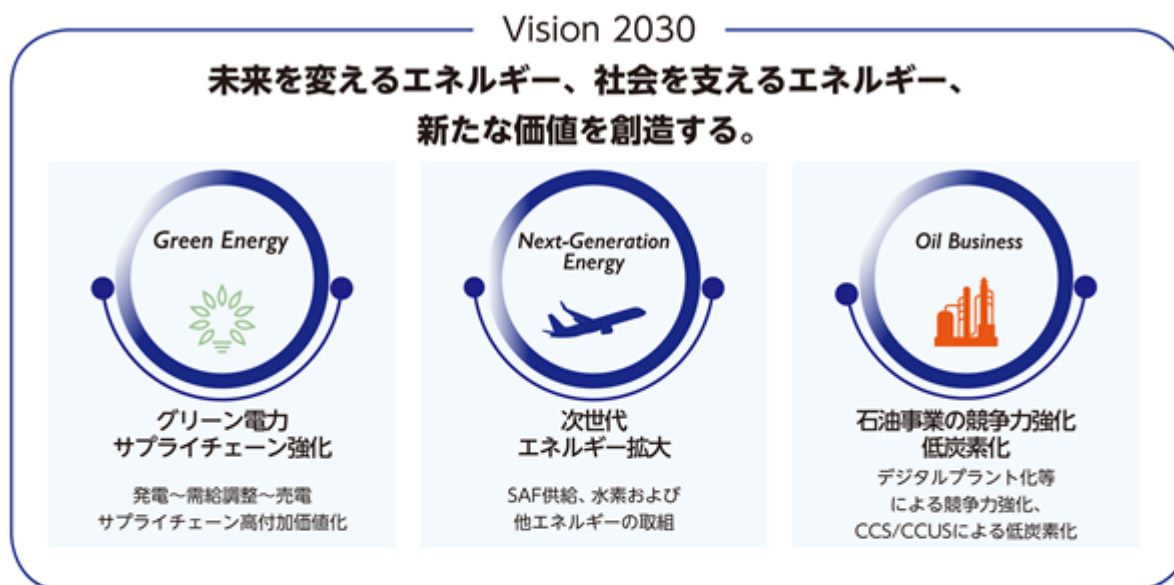 Vision 2030
未来を変えるエネルギー、社会を支えるエネルギー、
新たな価値を創造する。
Green Energy
グリーン電力
サプライチェーン強化
発電～需給調整～売電
サプライチェーン高付加価値化
Next-Generation
Energy
次世代
エネルギー拡大
SAF供給、水素および
他エネルギーの取組
Oil Business
石油事業の競争力強化
低炭素化
デジタルプラント化等
による競争力強化、
CCS/CCUSによる低炭素化